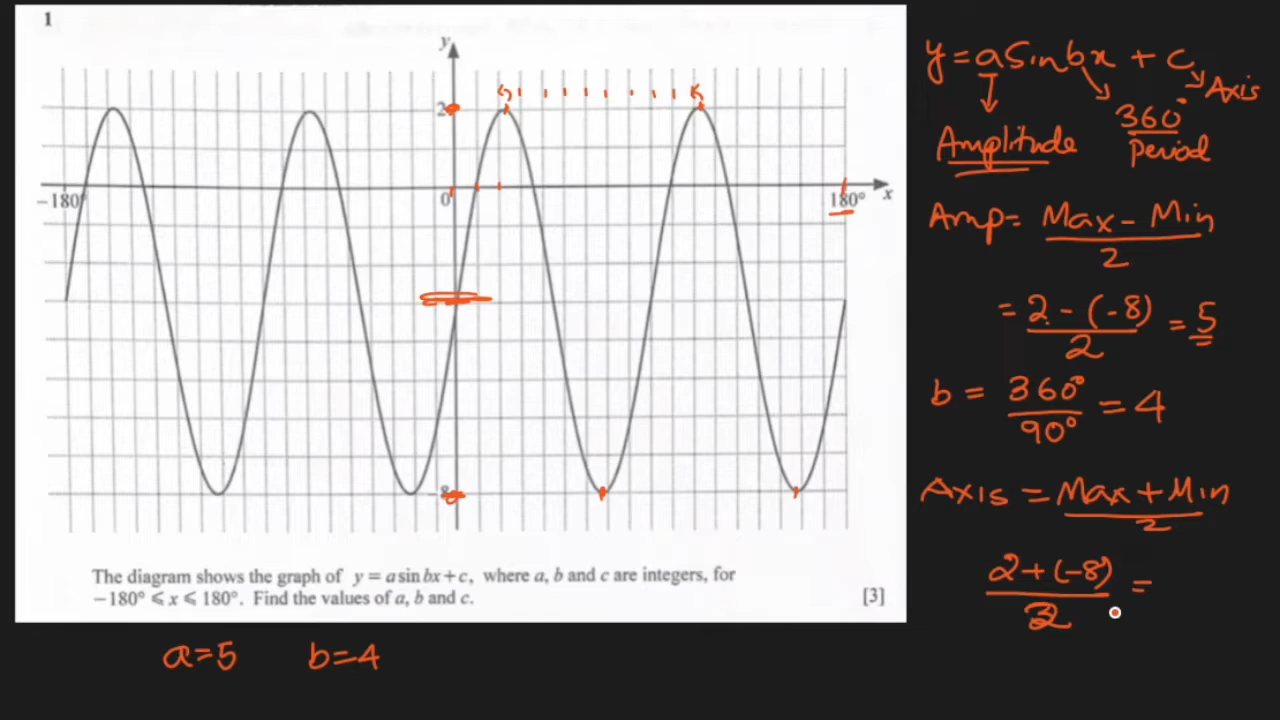 1
y
2
-180°
0
180°
x
-8
The diagram shows the graph of y = a sin bx + c, where a, b and c are integers, for
−180° ⩽ x ⩽ 180°. Find the values of a, b and c.
[3]
a=5 b=4
y = a Sin bx + c
Axis
Amplitude
360°
Period
Amp = Max - Min
2
= 2 - (-8) = 5
2
b = 360° = 4
90°
Axis = Max + Min
2
2 + (-8) =
2